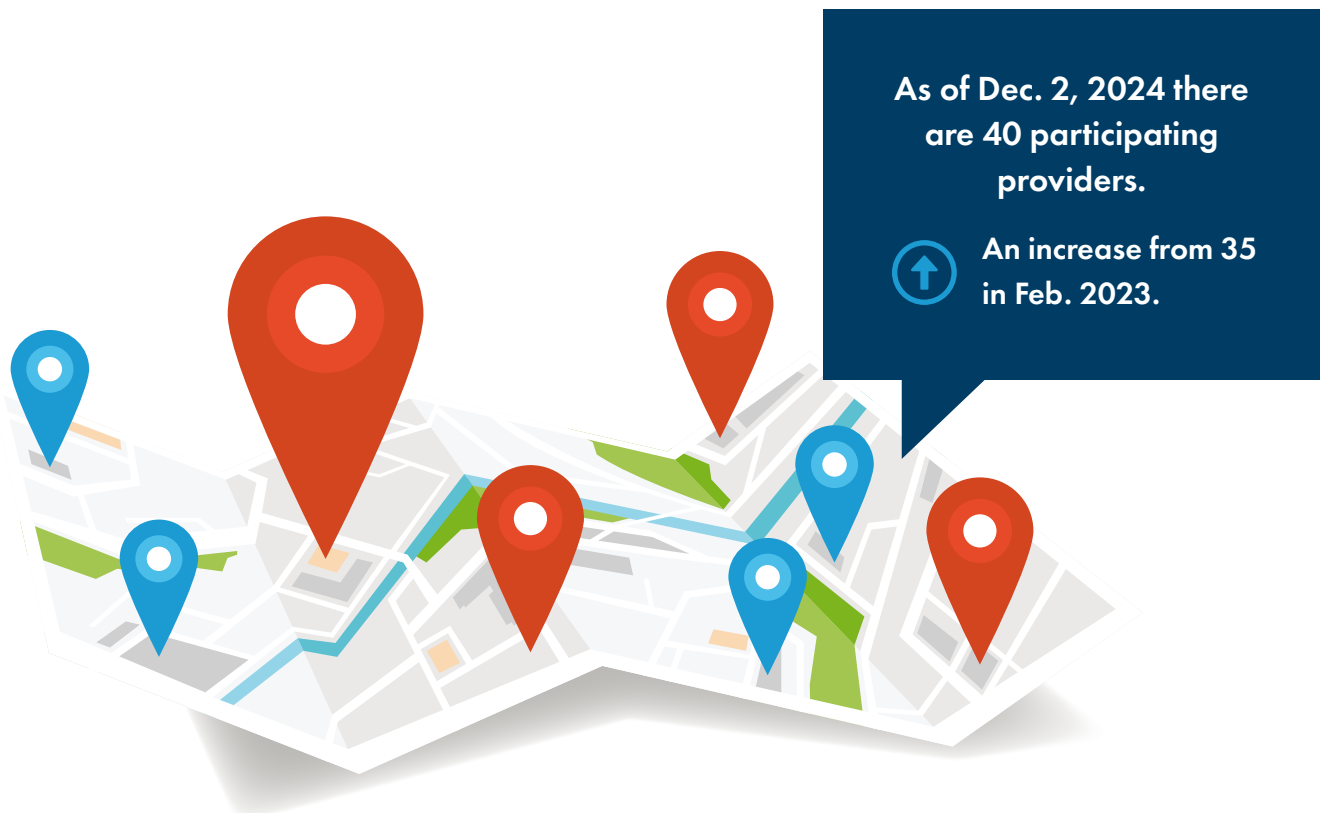 As of Dec. 2, 2024 there
are 40 participating
providers.
An increase from 35
in Feb. 2023.